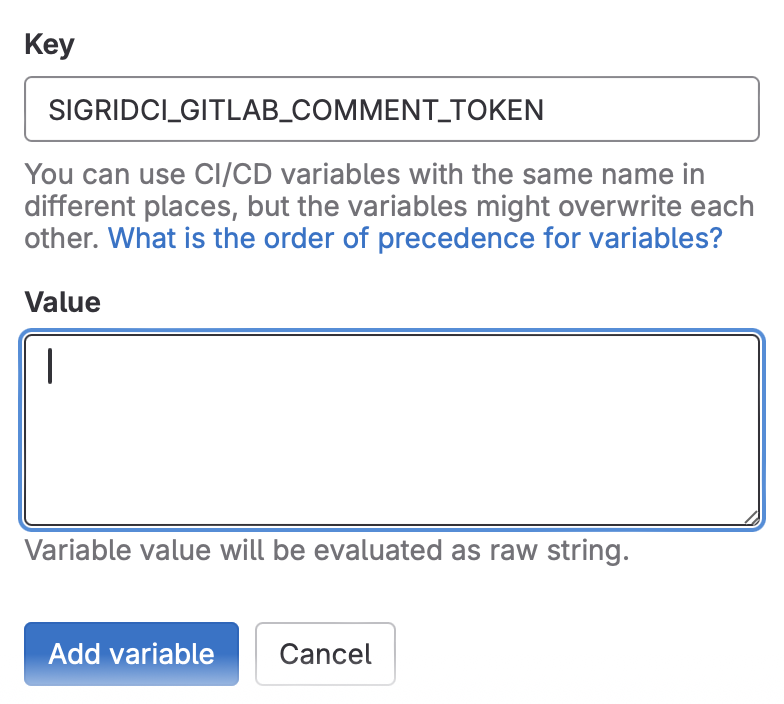 Key
SIGRIDCI_GITLAB_COMMENT_TOKEN
You can use CI/CD variables with the same name in
different places, but the variables might overwrite each
other. What is the order of precedence for variables?
Value
Variable value will be evaluated as raw string.
Add variable
Cancel